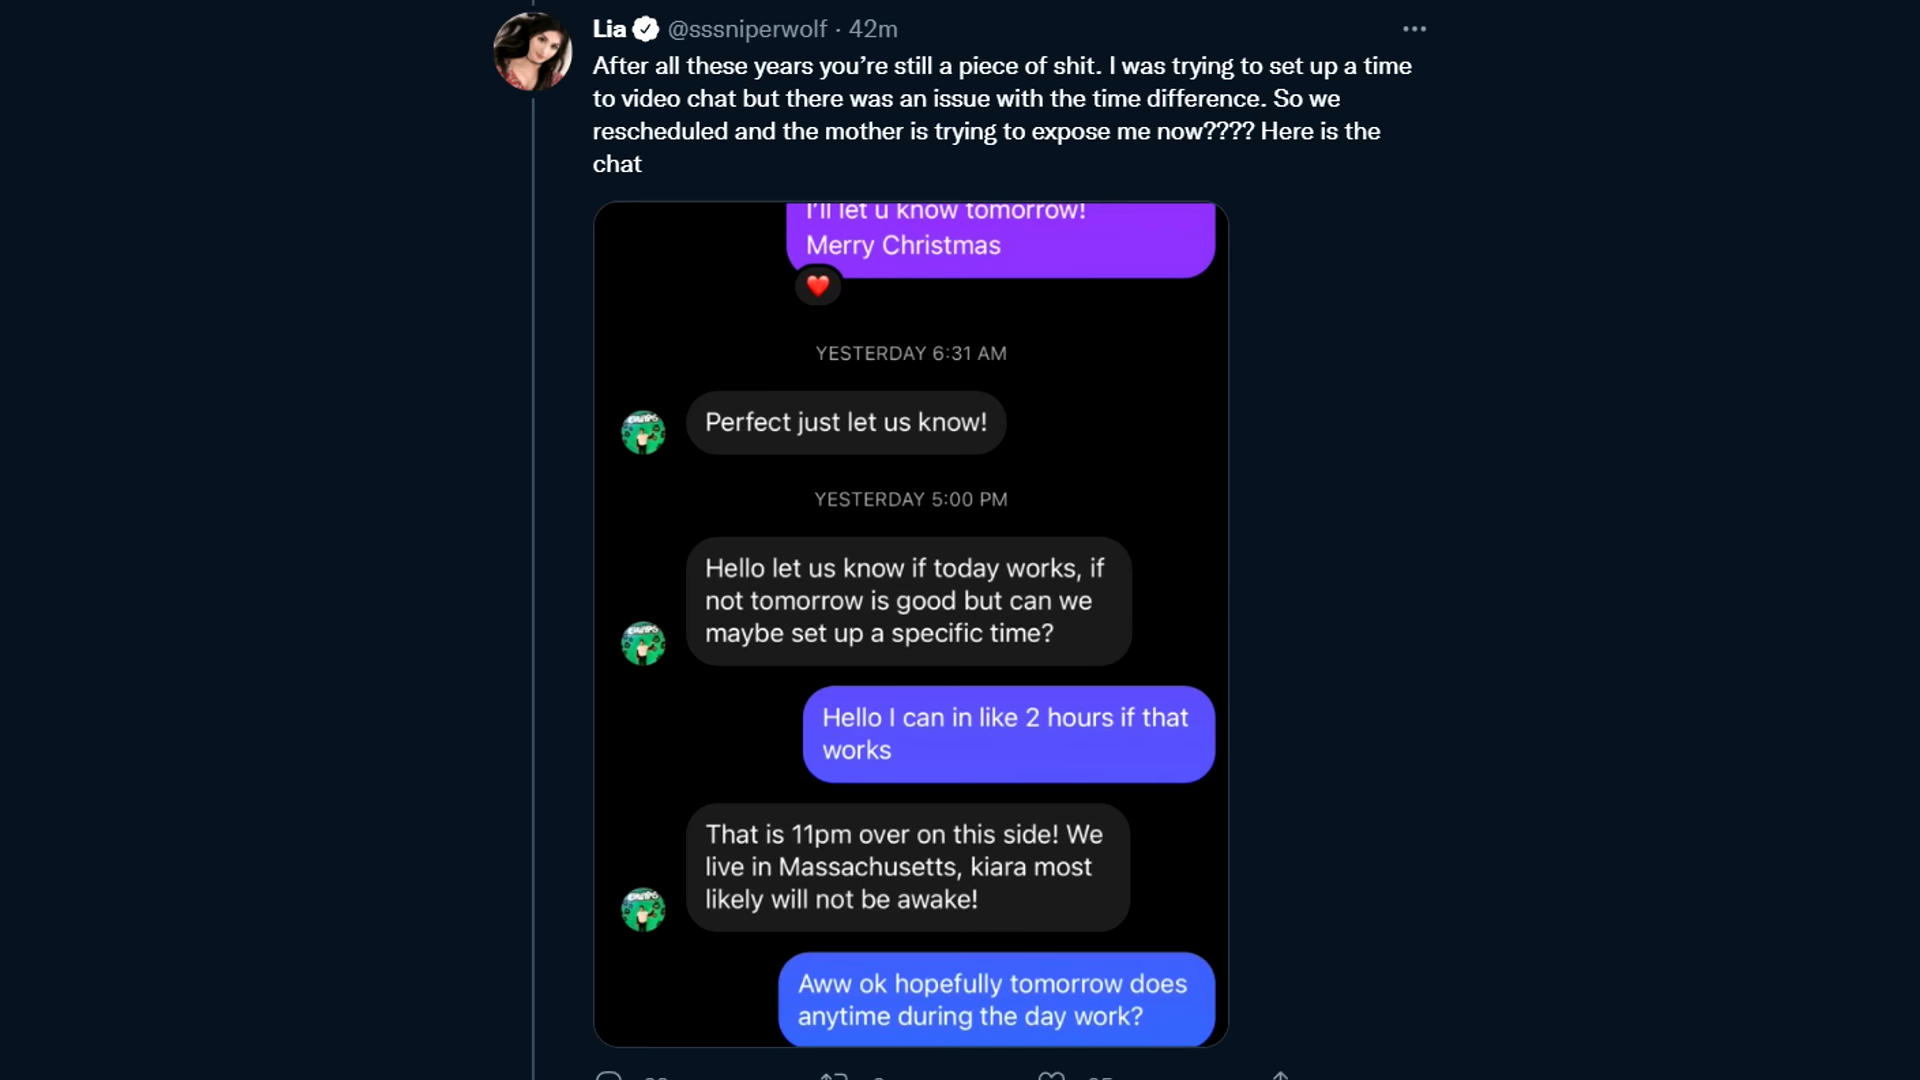 Lia @sssniperwolf · 42m
After all these years you’re still a piece of shit. I was trying to set up a time
to video chat but there was an issue with the time difference. So we
rescheduled and the mother is trying to expose me now???? Here is the
chat
I'll let u know tomorrow!
Merry Christmas
YESTERDAY 6:31 AM
Perfect just let us know!
YESTERDAY 5:00 PM
Hello let us know if today works, if
not tomorrow is good but can we
maybe set up a specific time?
Hello I can in like 2 hours if that
works
That is 11pm over on this side! We
live in Massachusetts, kiara most
likely will not be awake!
Aww ok hopefully tomorrow does
anytime during the day work?